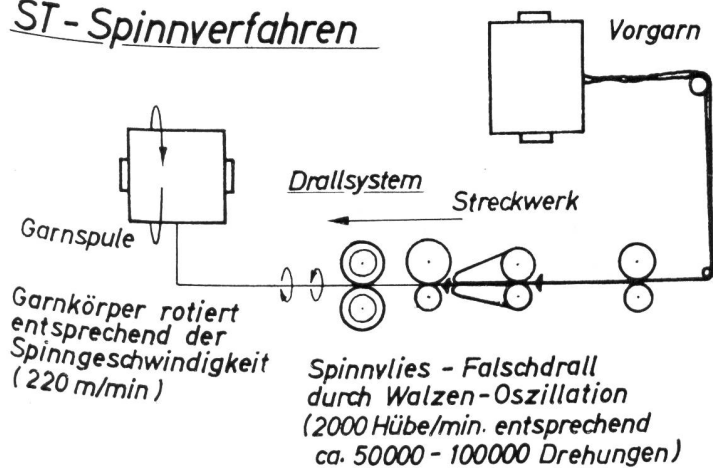 ST-Spinnverfahren
Vorgarn
Drallsystem
Streckwerk
Garnspule
Garnkörper rotiert
entsprechend der
Spinngeschwindigkeit
(220 m/min)
Spinnvlies - Falschdrall
durch Walzen-Oszillation
(2000 Hübe/min. entsprechend
ca. 50000 - 100000 Drehungen)